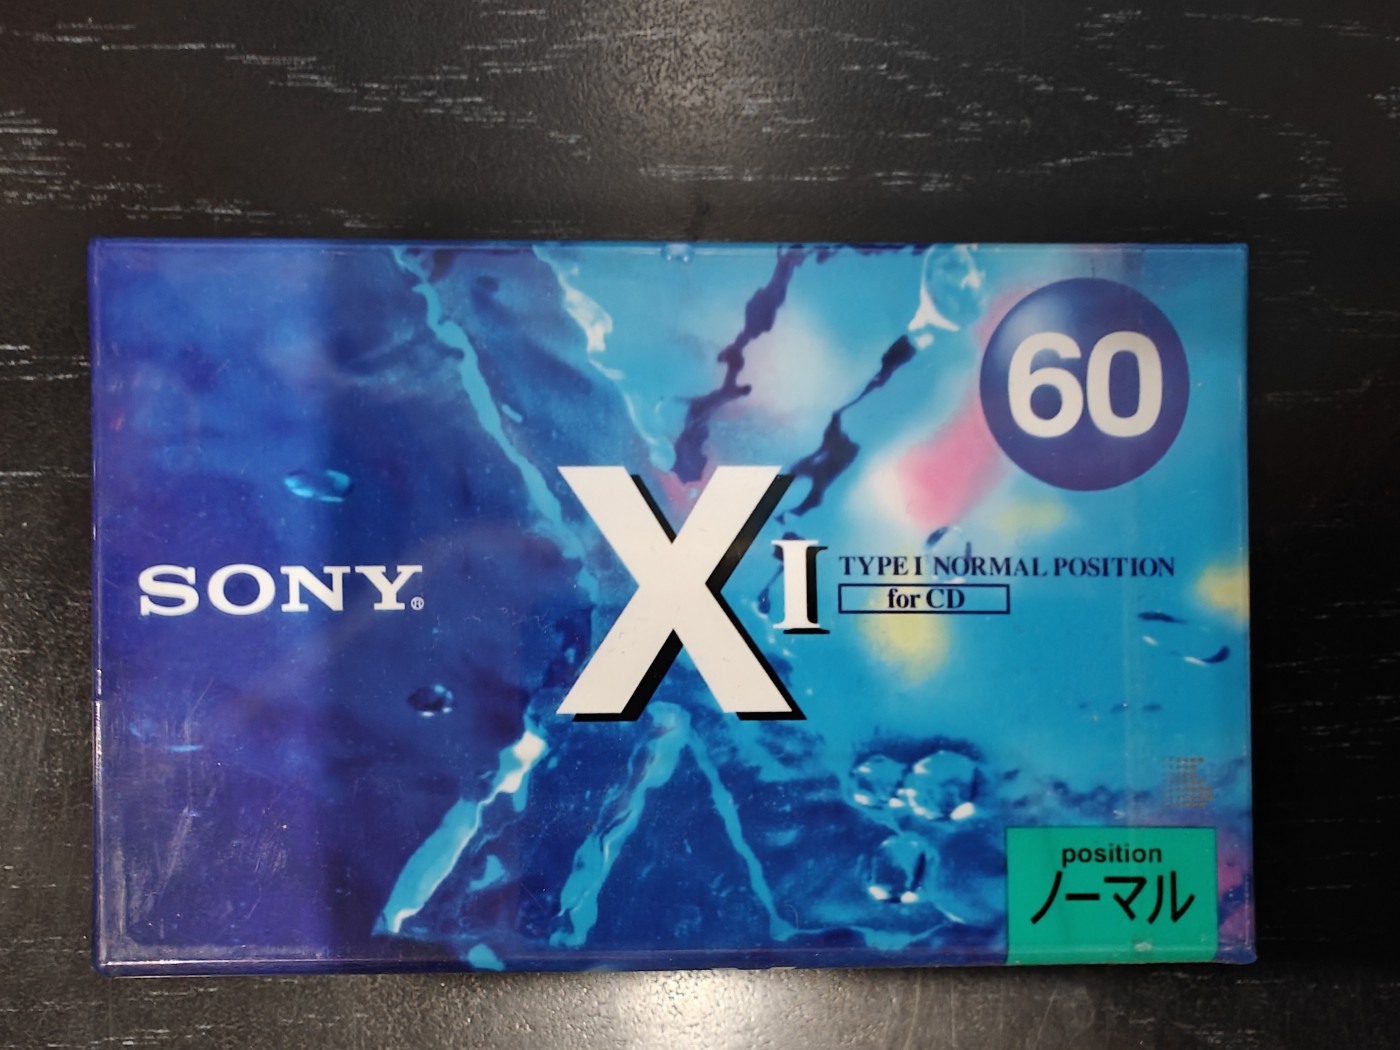 60
SONY®
XI
TYPE I NORMAL POSITION
for CD
position
ノーマル